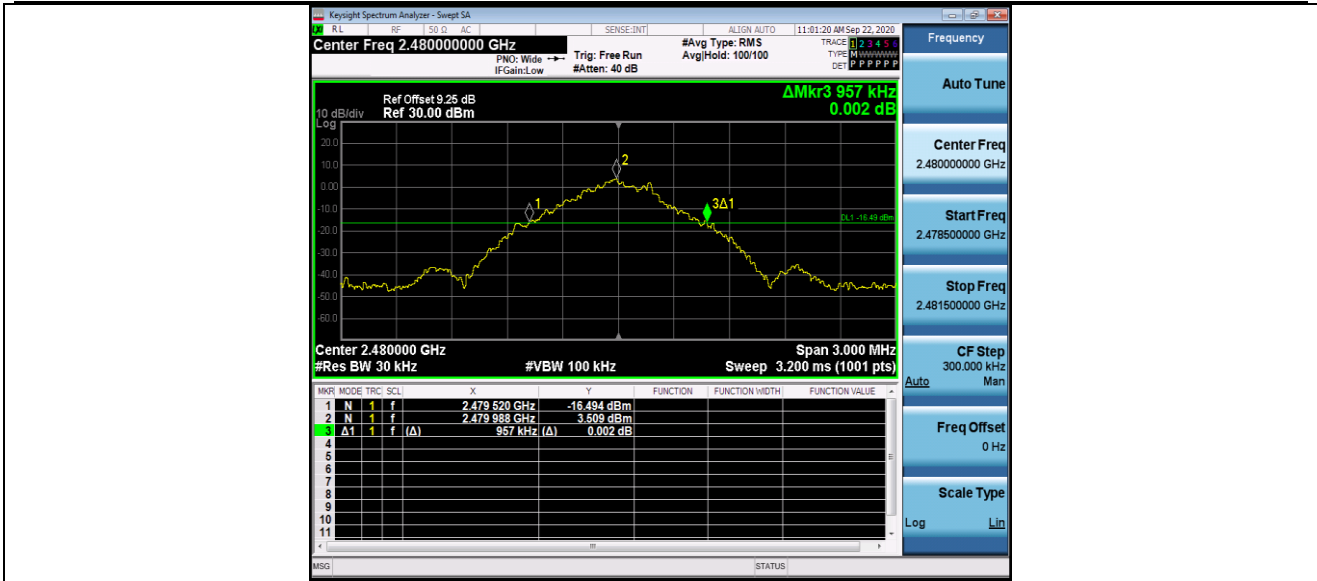 Keysight Spectrum Analyzer - Swept SA
RL RF 50 Ω AC SENSE:INT ALIGN AUTO 11:01:20 AM Sep 22, 2020
Center Freq 2.480000000 GHz
PNO: Wide
IFGain:Low
Trig: Free Run
#Atten: 40 dB
#Avg Type: RMS
Avg|Hold: 100/100
TRACE 1 2 3 4 5 6
TYPE M WWWWW
DET P P P P P P
ΔMkr3 957 kHz
0.002 dB
Ref Offset 9.25 dB
10 dB/div Ref 30.00 dBm
Log
20.0
10.0
0.00
-10.0
-20.0
-30.0
-40.0
-50.0
-60.0
1
2
3Δ1
DL1 -16.49 dBm
Center 2.480000 GHz Span 3.000 MHz
#Res BW 30 kHz #VBW 100 kHz Sweep 3.200 ms (1001 pts)
MKR MODE TRC SCL X Y FUNCTION FUNCTION WIDTH FUNCTION VALUE
1 N 1 f 2.479 520 GHz -16.494 dBm
2 N 1 f 2.479 988 GHz 3.509 dBm
3 Δ1 1 f (Δ) 957 kHz (Δ) 0.002 dB
4
5
6
7
8
9
10
11
MSG STATUS
Frequency
Auto Tune
Center Freq
2.480000000 GHz
Start Freq
2.478500000 GHz
Stop Freq
2.481500000 GHz
CF Step
300.000 kHz
Auto Man
Freq Offset
0 Hz
Scale Type
Log Lin